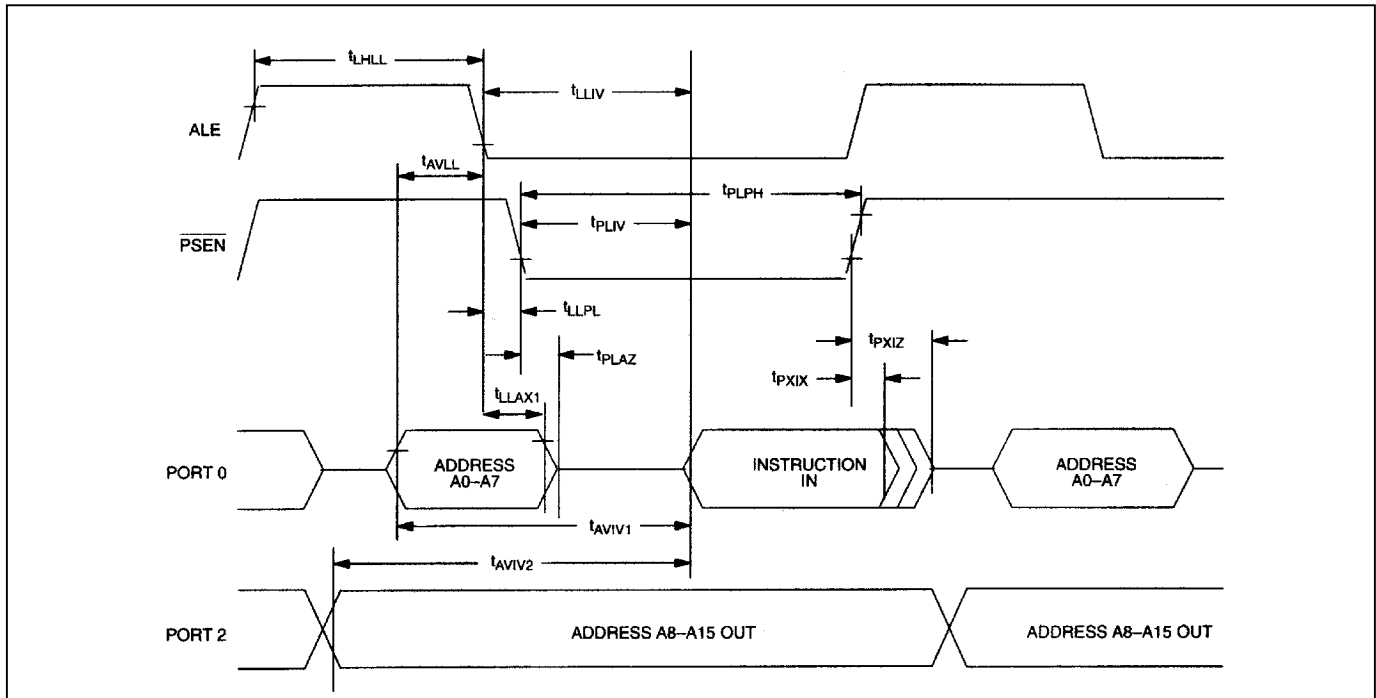 tLHLL
tLLIV
ALE
tAVLL
tPLPH
tPLIV
PSEN
tLLPL
tPXIZ
tPLAZ
tPXIX
tLLAX1
PORT 0
ADDRESS
A0–A7
INSTRUCTION
IN
ADDRESS
A0–A7
tAVIV1
tAVIV2
PORT 2
ADDRESS A8–A15 OUT
ADDRESS A8–A15 OUT